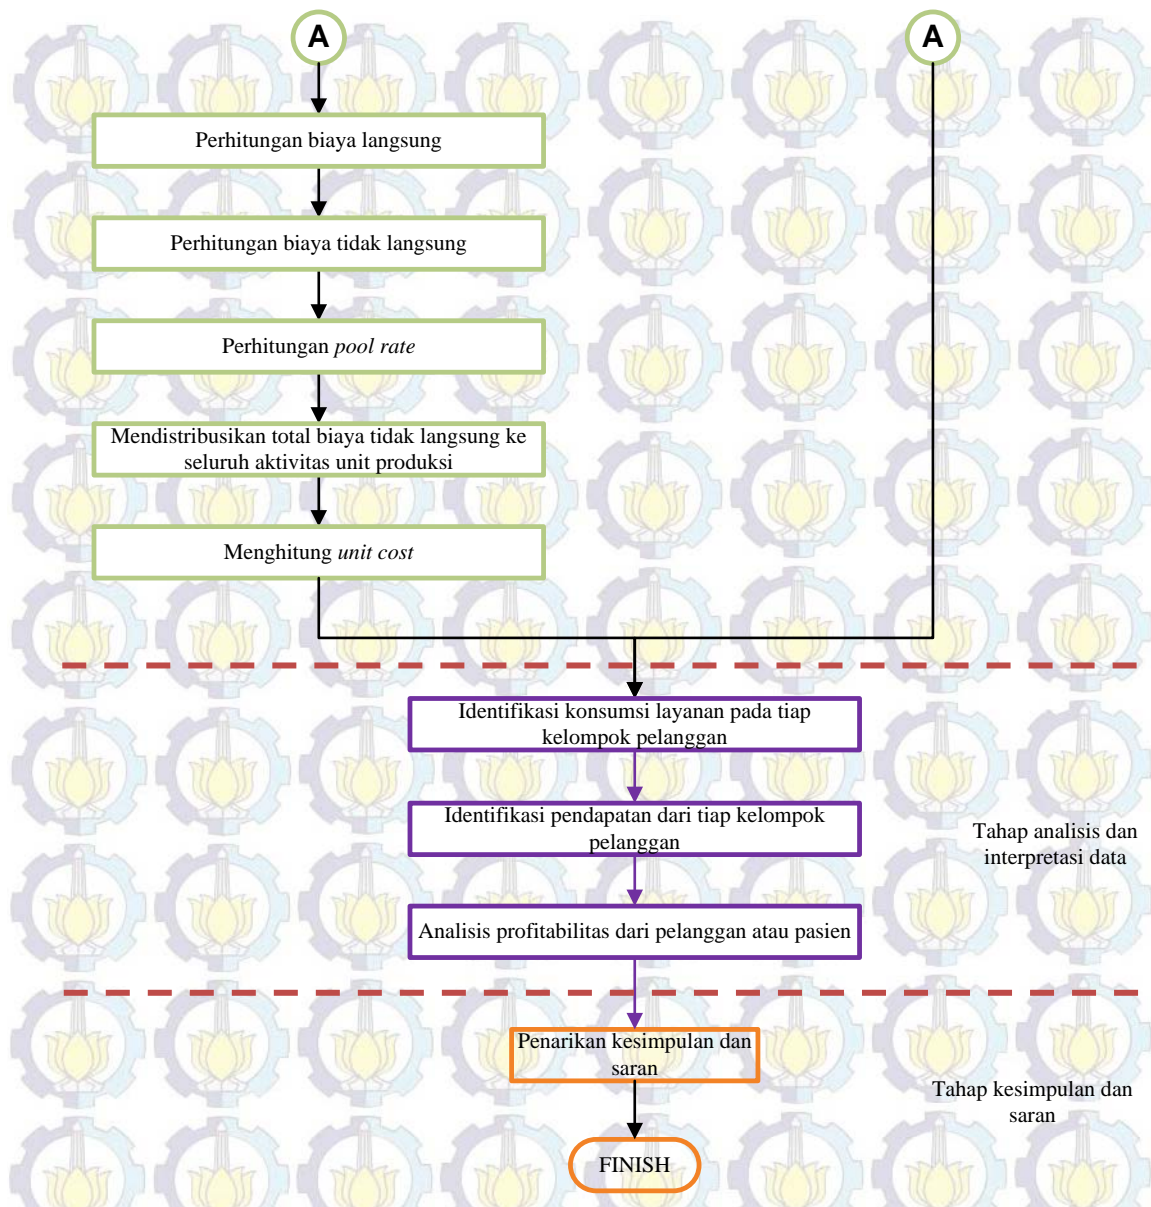 A
A
Perhitungan biaya langsung
Perhitungan biaya tidak langsung
Perhitungan pool rate
Mendistribusikan total biaya tidak langsung ke
seluruh aktivitas unit produksi
Menghitung unit cost
Identifikasi konsumsi layanan pada tiap
kelompok pelanggan
Identifikasi pendapatan dari tiap kelompok
pelanggan
Tahap analisis dan
interpretasi data
Analisis profitabilitas dari pelanggan atau pasien
Penarikan kesimpulan dan
saran
Tahap kesimpulan dan
saran
FINISH